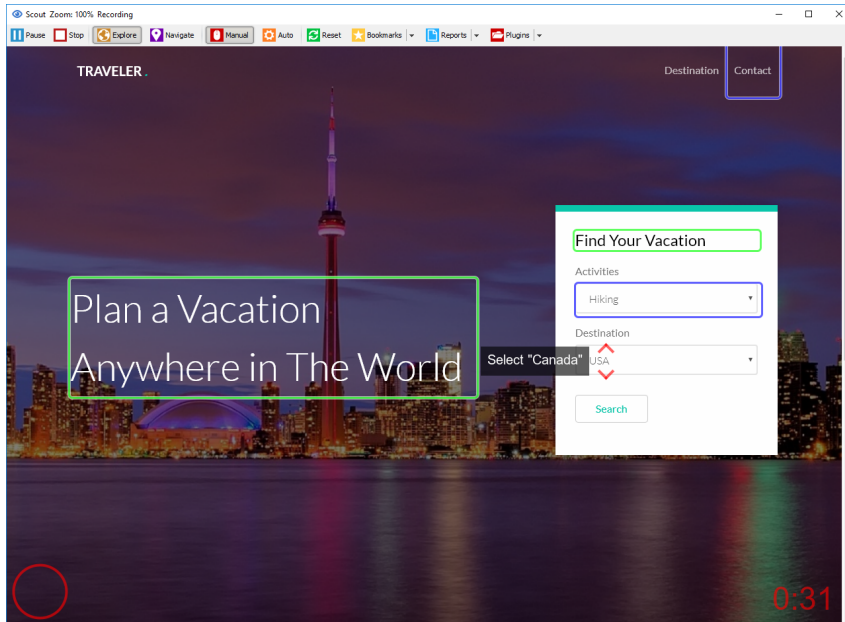 Scout Zoom: 100% Recording
Pause Stop Explore Navigate Manual Auto Reset Bookmarks Reports Plugins
TRAVELER.
Destination Contact
Find Your Vacation
Activities
Hiking
Plan a Vacation
Anywhere in The World
Destination
Select "Canada"
USA
Search
0:31